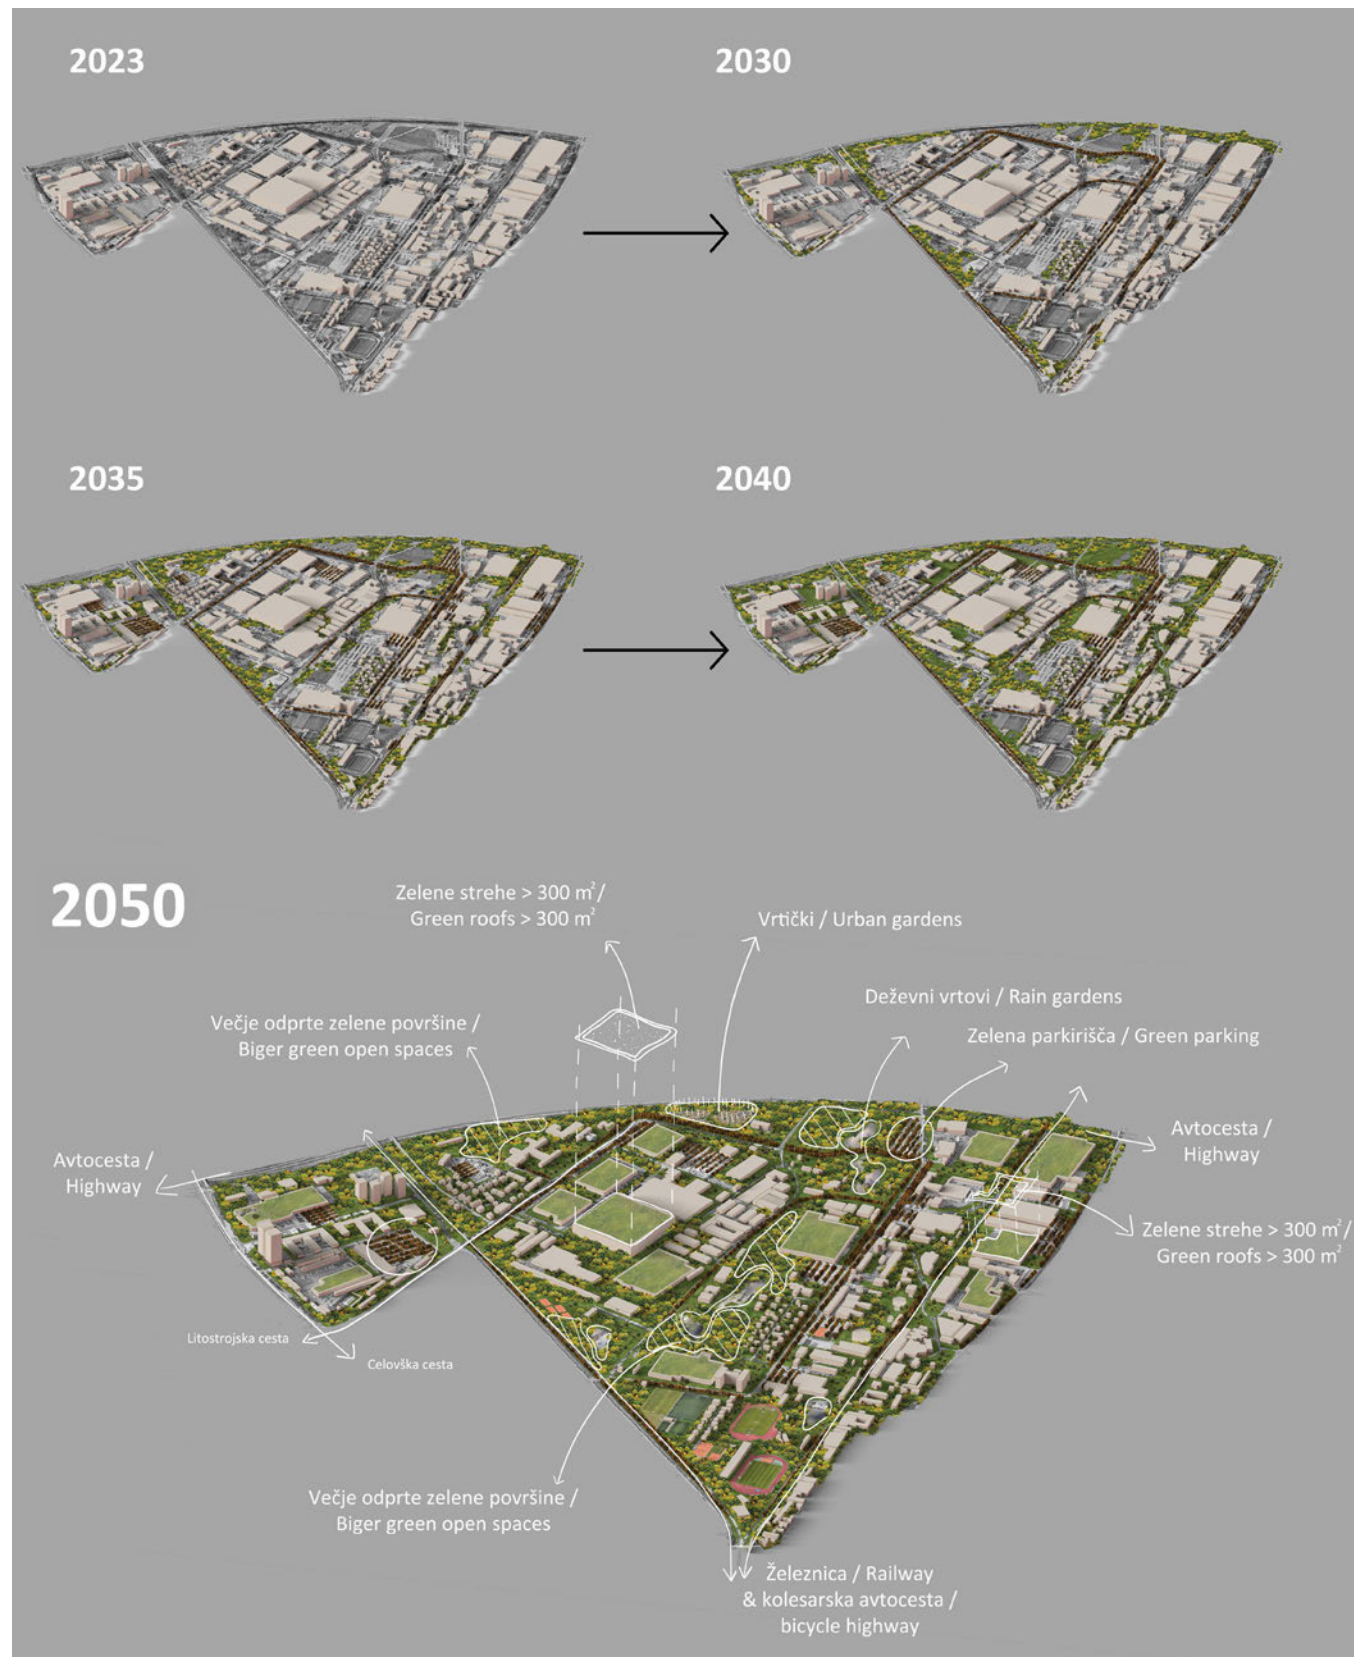 2023
2030
2035
2040
2050
Zelene strehe > 300 m²/
Green roofs > 300 m²
Vrtički / Urban gardens
Deževni vrtovi / Rain gardens
Zelena parkirišča / Green parking
Večje odprte zelene površine /
Biger green open spaces
Avtocesta /
Highway
Avtocesta /
Highway
Zelene strehe > 300 m²/
Green roofs > 300 m²
Litostrojska cesta
Celovška cesta
Večje odprte zelene površine /
Biger green open spaces
Železnica / Railway
& kolesarska avtocesta /
bicycle highway